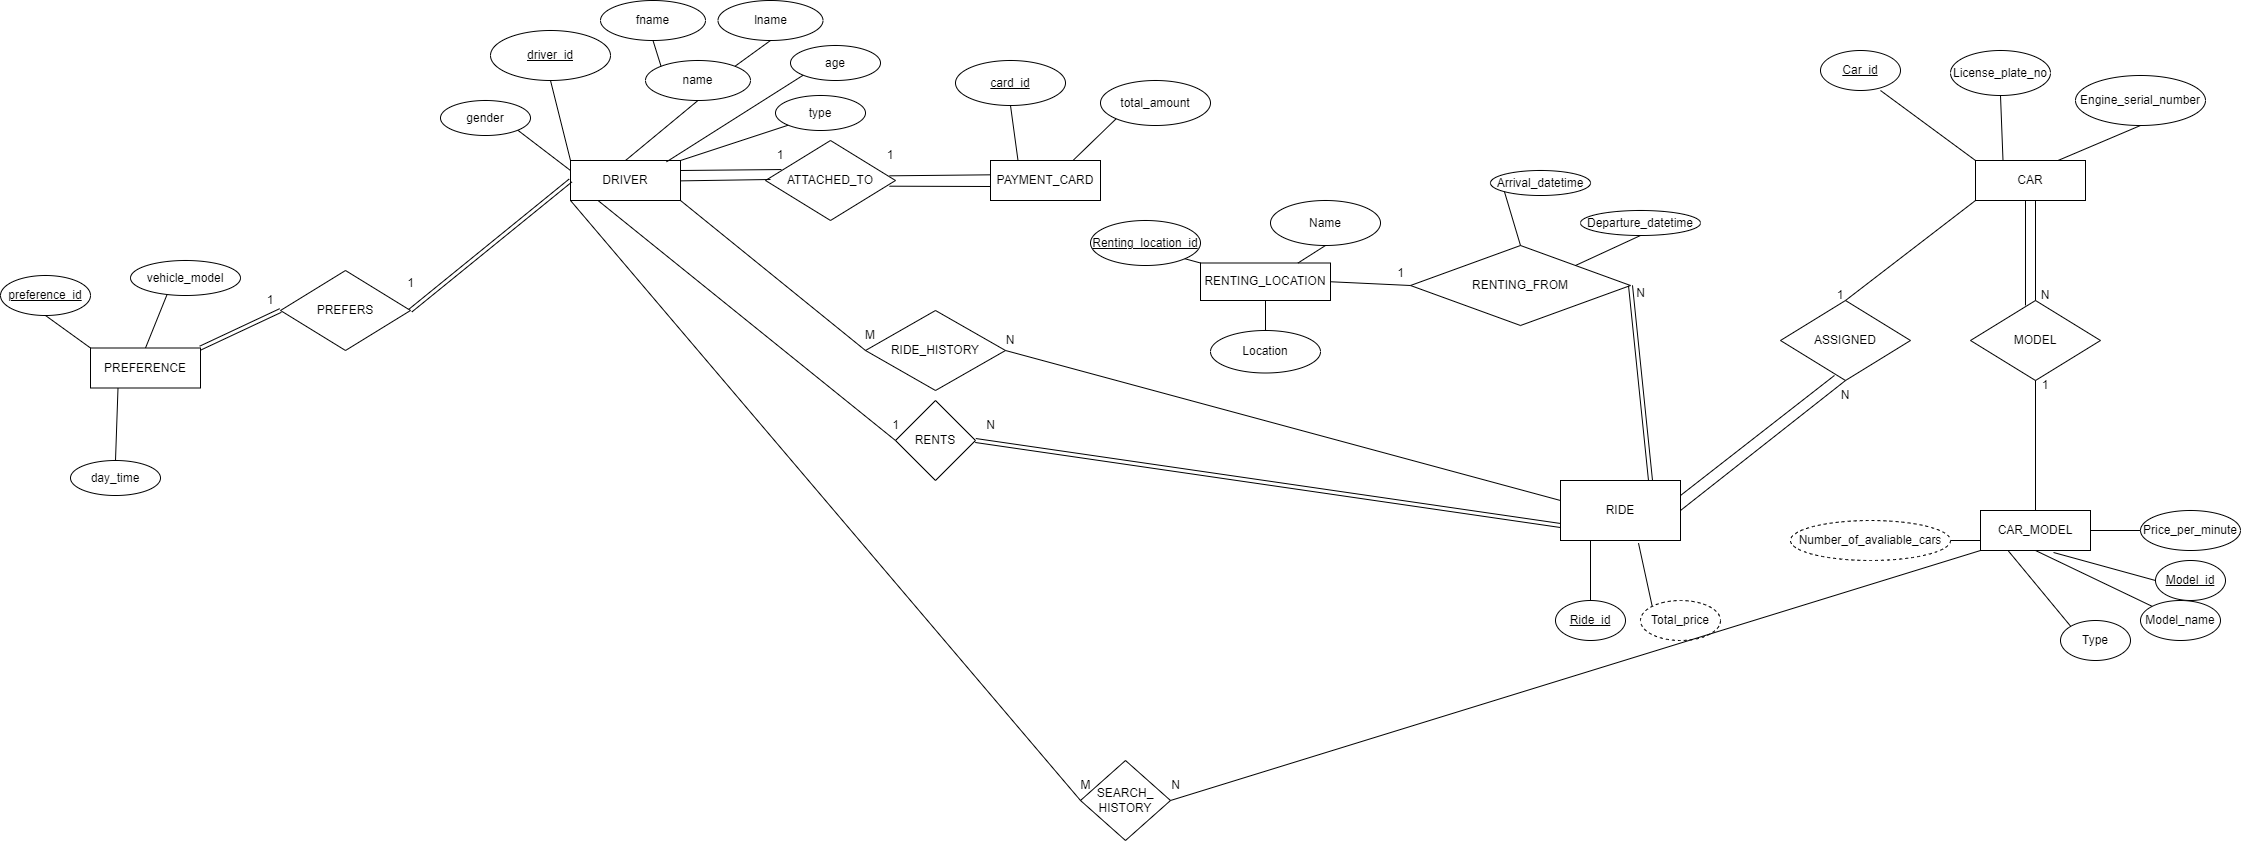 fname
lname
driver_id
name
age
gender
type
card_id
total_amount
Car_id
License_plate_no
Engine_serial_number
DRIVER
1
ATTACHED_TO
1
PAYMENT_CARD
CAR
Arrival_datetime
Departure_datetime
Renting_location_id
Name
RENTING_LOCATION
1
RENTING_FROM
N
preference_id
vehicle_model
1
PREFERS
1
PREFERENCE
day_time
M
RIDE_HISTORY
N
Location
1
ASSIGNED
N
N
MODEL
1
1
RENTS
N
RIDE
Ride_id
Total_price
Number_of_avaliable_cars
CAR_MODEL
Price_per_minute
Model_id
Model_name
Type
M
SEARCH_
HISTORY
N